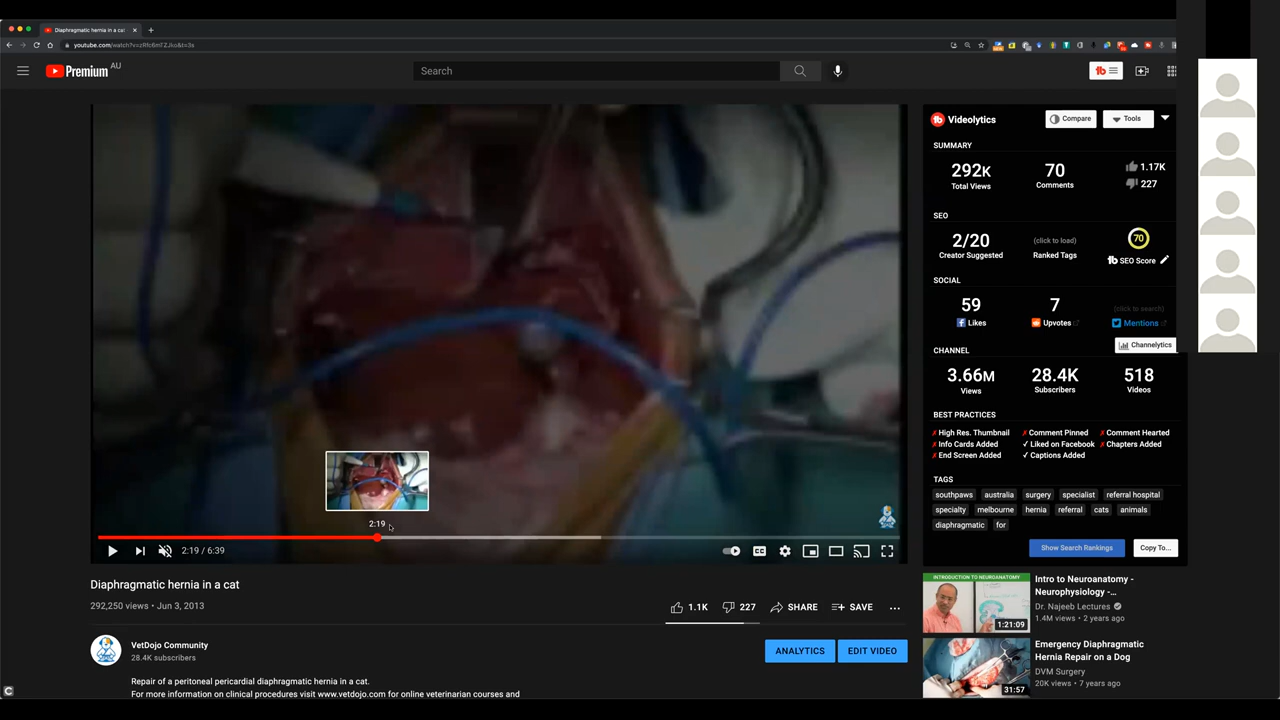 Diaphragmatic hernia in a cat
youtube.com/watch?v=
Premium AU
Search
Videolytics
Compare
Tools
SUMMARY
292K
70
1.17K
Total Views
Comments
227
SEO
2/20
(click to load)
70
Creator Suggested
Ranked Tags
tb SEO Score
SOCIAL
59
7
(click to search)
Likes
Upvotes
Mentions
Channelytics
CHANNEL
3.66M
28.4K
518
Views
Subscribers
Videos
BEST PRACTICES
✗ High Res. Thumbnail
✗ Comment Pinned
✗ Comment Hearted
✗ Info Cards Added
✓ Liked on Facebook
✗ Chapters Added
✗ End Screen Added
✓ Captions Added
TAGS
southpaws australia surgery specialist referral hospital
specialty melbourne hernia referral cats animals
diaphragmatic for
Show Search Rankings
Copy To...
2:19
2:19 / 6:39
CC
Diaphragmatic hernia in a cat
292,250 views • Jun 3, 2013
1.1K
227
SHARE
SAVE
...
VetDojo Community
28.4K subscribers
ANALYTICS
EDIT VIDEO
Repair of a peritoneal pericardial diaphragmatic hernia in a cat.
For more information on clinical procedures visit www.vetdojo.com for online veterinarian courses and
INTRODUCTION TO NEUROANATOMY
1:21:09
Intro to Neuroanatomy -
Neurophysiology -...
Dr. Najeeb Lectures
1.4M views • 2 years ago
31:57
Emergency Diaphragmatic
Hernia Repair on a Dog
DVM Surgery
20K views • 7 years ago